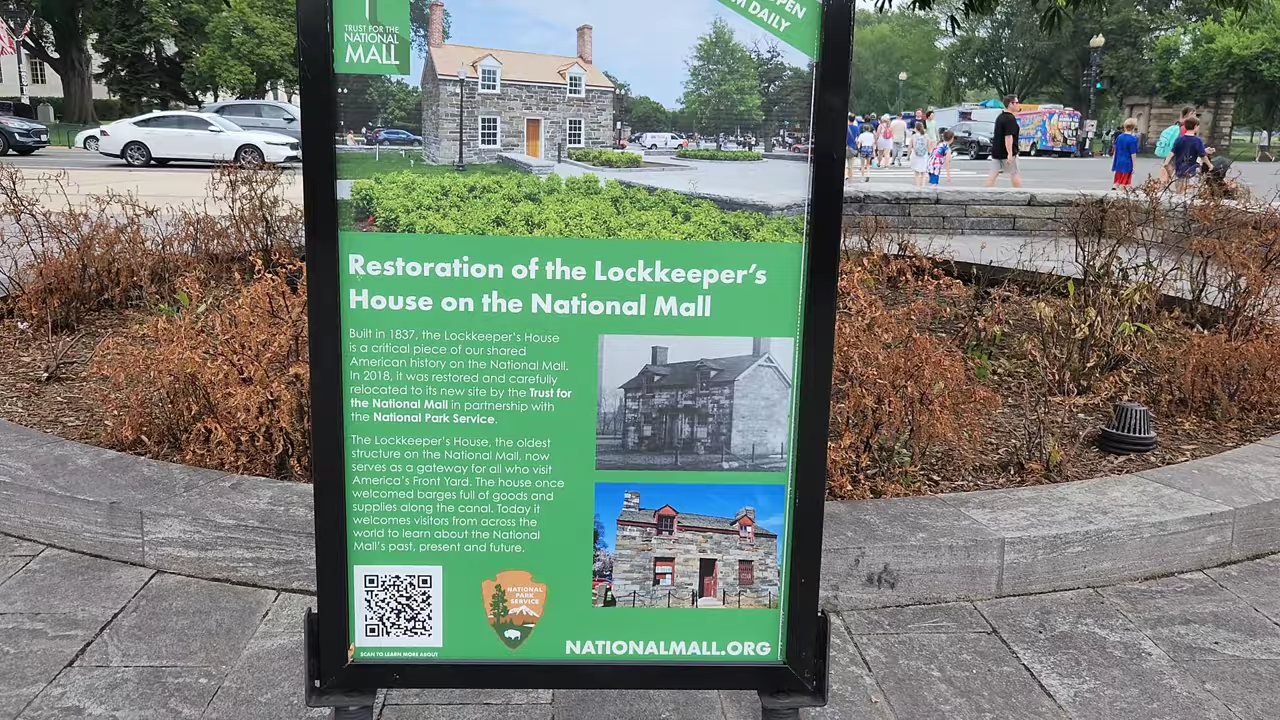 TRUST FOR THE
NATIONAL
MALL
M DAILY
Restoration of the Lockkeeper's
House on the National Mall
Built in 1837, the Lockkeeper's House
is a critical piece of our shared
American history on the National Mall.
In 2018, it was restored and carefully
relocated to its new site by the Trust for
the National Mall in partnership with
the National Park Service.
The Lockkeeper's House, the oldest
structure on the National Mall, now
serves as a gateway for all who visit
America's Front Yard. The house once
welcomed barges full of goods and
supplies along the canal. Today it
welcomes visitors from across the
world to learn about the National
Mall's past, present and future.
SCAN TO LEARN MORE ABOUT
NATIONAL
PARK
SERVICE
NATIONALMALL.ORG